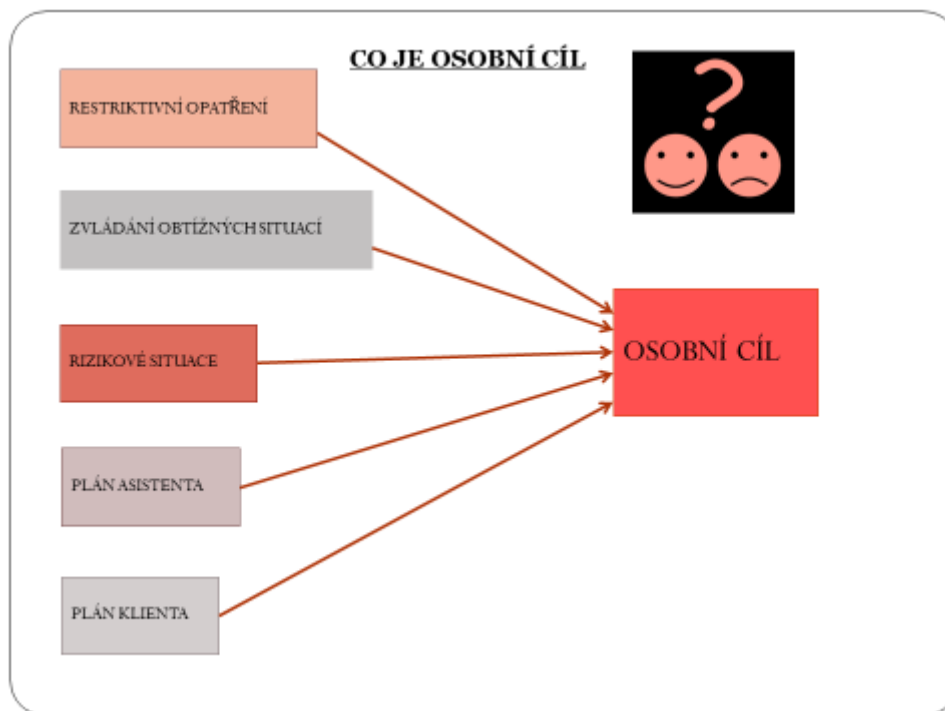 CO JE OSOBNÍ CÍL
RESTRIKTIVNÍ OPATŘENÍ
ZVLÁDÁNÍ OBTÍŽNÝCH SITUACÍ
RIZIKOVÉ SITUACE
OSOBNÍ CÍL
PLÁN ASISTENTA
PLÁN KLIENTA
?